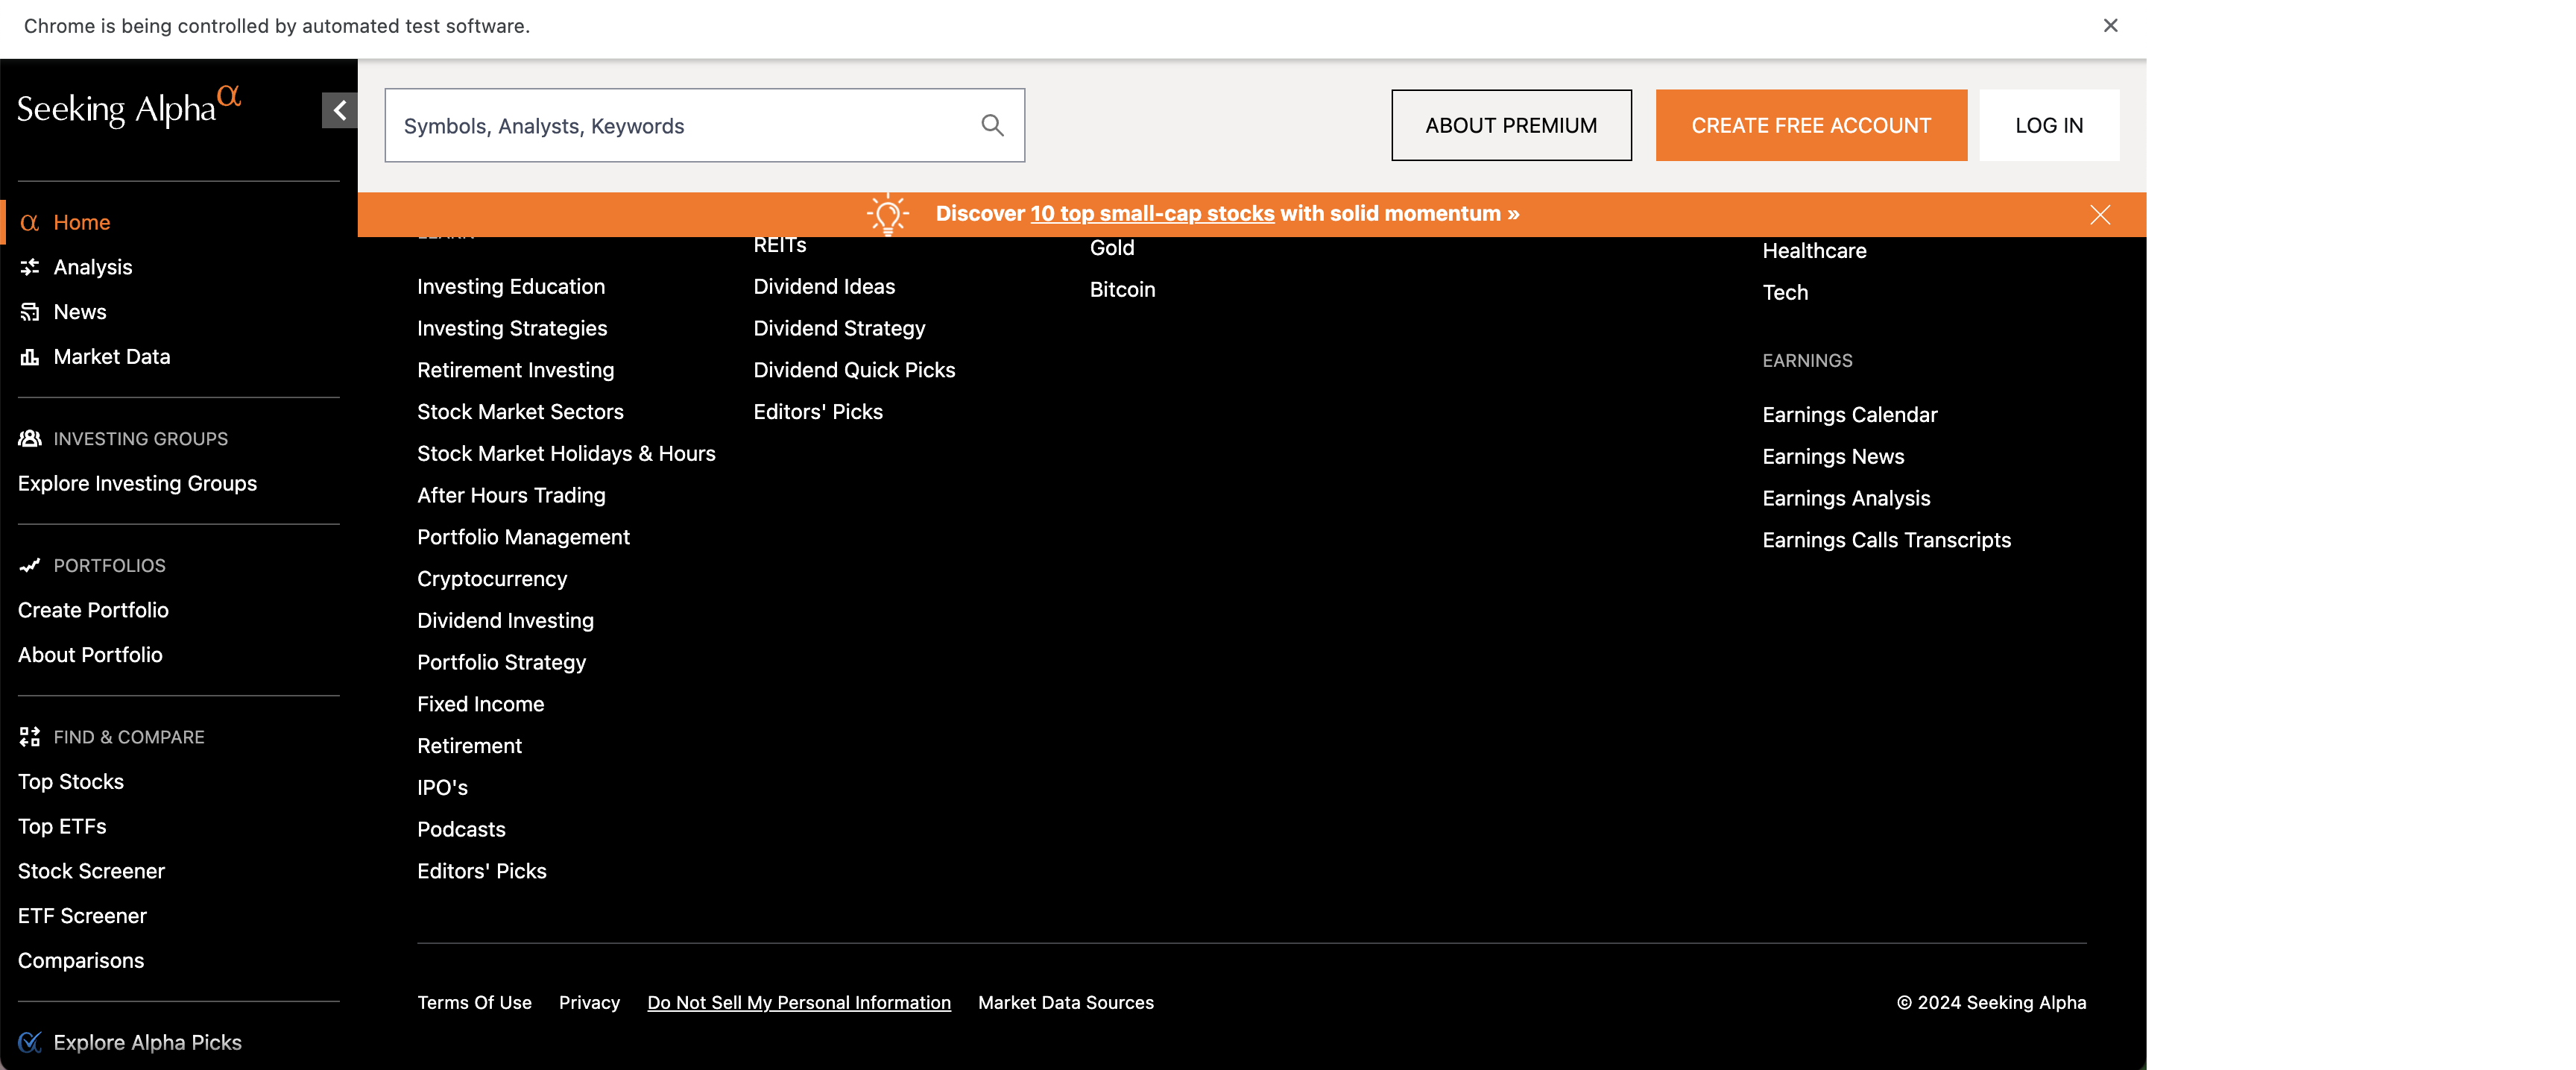 Chrome is being controlled by automated test software.
Seeking Alpha α
Symbols, Analysts, Keywords
ABOUT PREMIUM
CREATE FREE ACCOUNT
LOG IN
Discover 10 top small-cap stocks with solid momentum »
Home
Analysis
News
Market Data
INVESTING GROUPS
Explore Investing Groups
PORTFOLIOS
Create Portfolio
About Portfolio
FIND & COMPARE
Top Stocks
Top ETFs
Stock Screener
ETF Screener
Comparisons
Explore Alpha Picks
Investing Education
Investing Strategies
Retirement Investing
Stock Market Sectors
Stock Market Holidays & Hours
After Hours Trading
Portfolio Management
Cryptocurrency
Dividend Investing
Portfolio Strategy
Fixed Income
Retirement
IPO's
Podcasts
Editors' Picks
REITs
Dividend Ideas
Dividend Strategy
Dividend Quick Picks
Editors' Picks
Gold
Bitcoin
Healthcare
Tech
EARNINGS
Earnings Calendar
Earnings News
Earnings Analysis
Earnings Calls Transcripts
Terms Of Use
Privacy
Do Not Sell My Personal Information
Market Data Sources
© 2024 Seeking Alpha